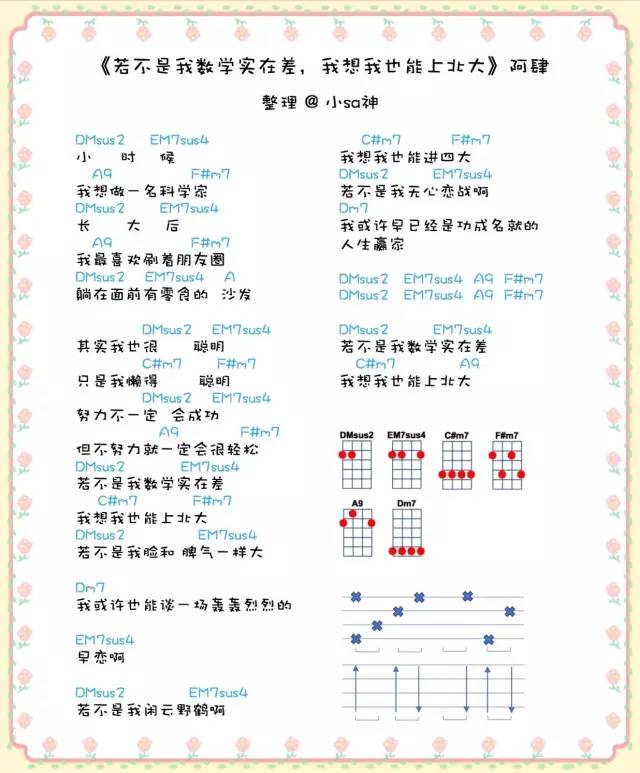 《若不是我数学实在差，我想我也能上北大》阿肆
整理 @ 小sa神
DMsus2 EM7sus4
小 时 候
A9 F#m7
我想做一名科学家
DMsus2 EM7sus4
长 大 后
A9 F#m7
我最喜欢刷着朋友圈
DMsus2 EM7sus4 A
躺在面前有零食的 沙发
DMsus2 EM7sus4
其实我也很 聪明
C#m7 F#m7
只是我懒得 聪明
DMsus2 EM7sus4
努力不一定 会成功
A9 F#m7
但不努力就一定会很轻松
DMsus2 EM7sus4
若不是我数学实在差
C#m7 F#m7
我想我也能上北大
DMsus2 EM7sus4
若不是我脸和 脾气一样大
Dm7
我或许也能谈一场轰轰烈烈的
EM7sus4
早恋啊
DMsus2 EM7sus4
若不是我闲云野鹤啊
C#m7 F#m7
我想我也能进四大
DMsus2 EM7sus4
若不是我无心恋战啊
Dm7
我或许早已经是功成名就的
人生赢家
DMsus2 EM7sus4 A9 F#m7
DMsus2 EM7sus4 A9 F#m7
DMsus2 EM7sus4
若不是我数学实在差
C#m7 A9
我想我也能上北大
DMsus2 EM7sus4 C#m7 F#m7
A9 Dm7